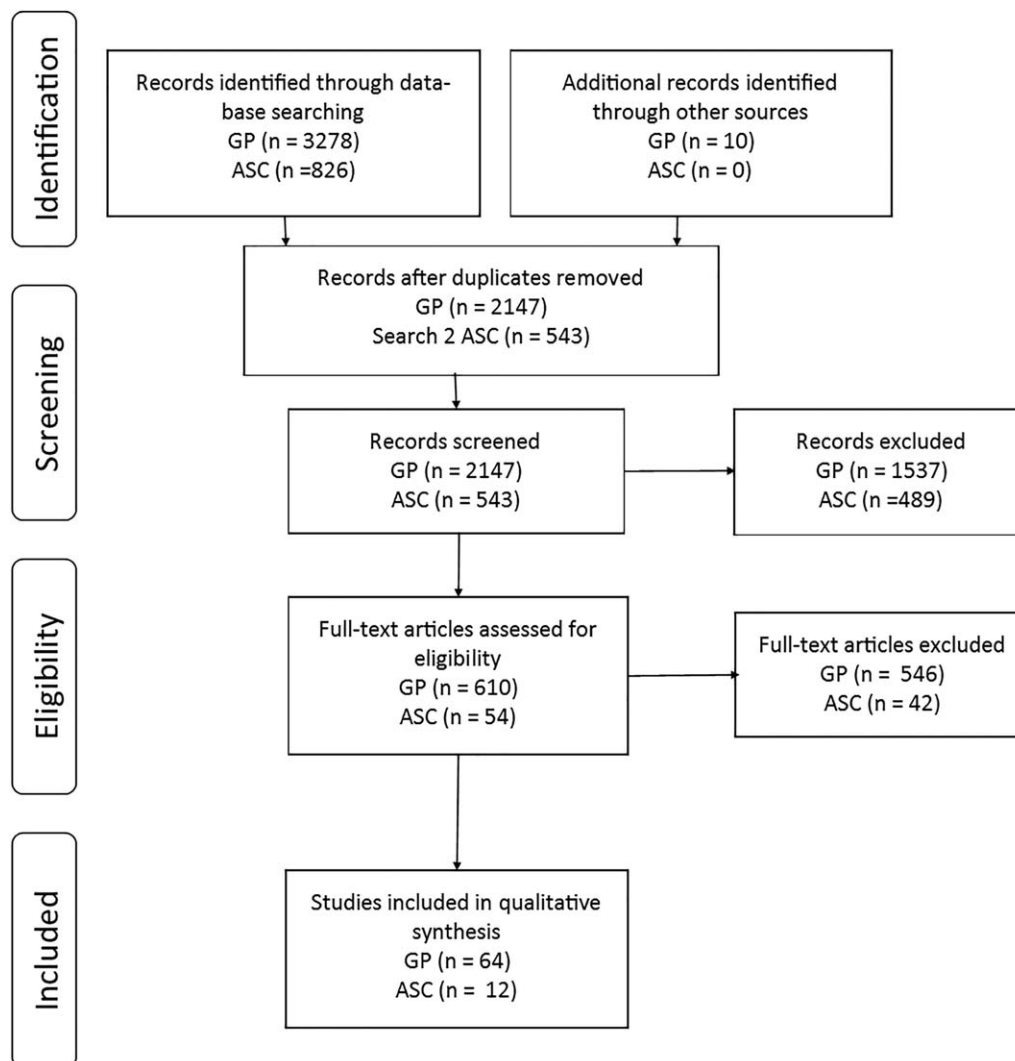 Identification
Records identified through data-
base searching
GP (n = 3278)
ASC (n =826)
Additional records identified
through other sources
GP (n = 10)
ASC (n = 0)
Screening
Records after duplicates removed
GP (n = 2147)
Search 2 ASC (n = 543)
Records screened
GP (n = 2147)
ASC (n = 543)
Records excluded
GP (n = 1537)
ASC (n =489)
Eligibility
Full-text articles assessed for
eligibility
GP (n = 610)
ASC (n = 54)
Full-text articles excluded
GP (n = 546)
ASC (n = 42)
Included
Studies included in qualitative
synthesis
GP (n = 64)
ASC (n = 12)